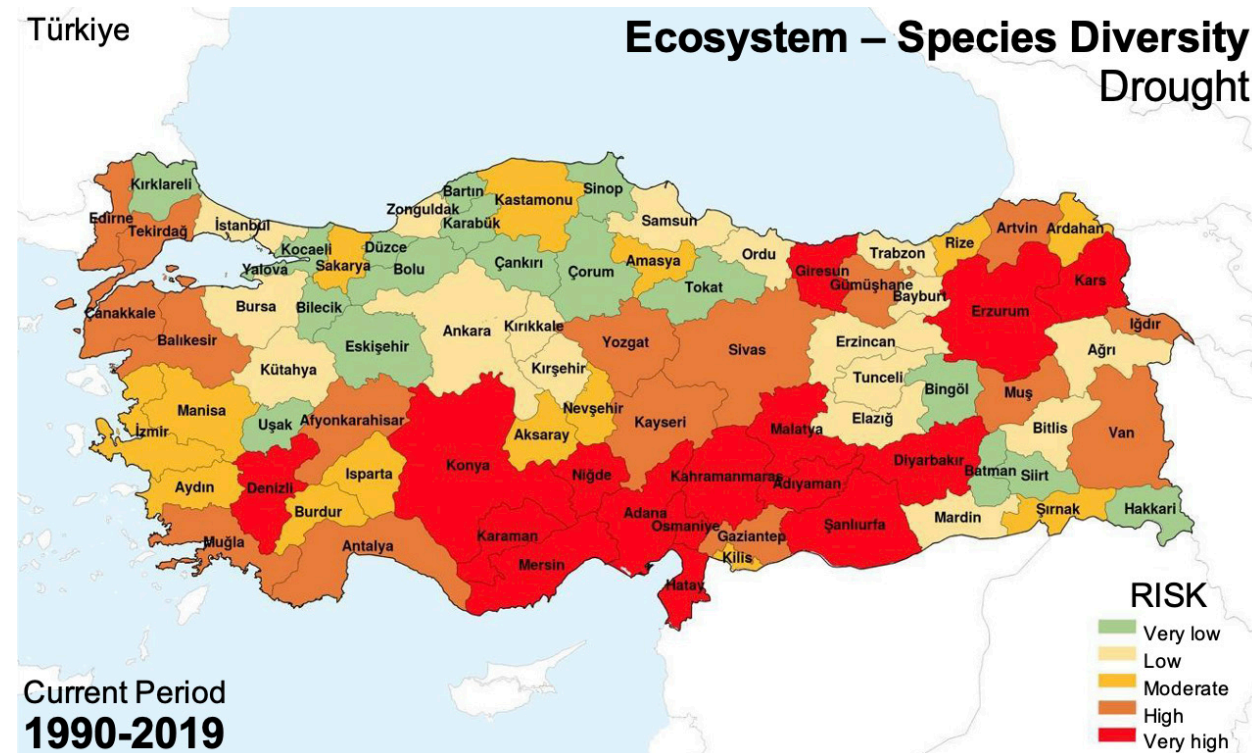 Türkiye
Ecosystem – Species Diversity
Drought
Kırklareli
Edirne
Tekirdağ
İstanbul
Kocaeli
Yalova
Sakarya
Düzce
Zonguldak
Bartın
Karabük
Kastamonu
Sinop
Samsun
Bolu
Çankırı
Çorum
Amasya
Tokat
Ordu
Giresun
Gümüşhane
Trabzon
Bayburt
Rize
Artvin
Ardahan
Kars
Erzurum
Iğdır
Ağrı
Çanakkale
Balıkesir
Bursa
Bilecik
Eskişehir
Kütahya
Ankara
Kırıkkale
Kırşehir
Yozgat
Sivas
Erzincan
Tunceli
Bingöl
Muş
Elazığ
Bitlis
Van
Manisa
İzmir
Uşak
Afyonkarahisar
Aksaray
Nevşehir
Kayseri
Malatya
Diyarbakır
Batman
Siirt
Hakkari
Şırnak
Mardin
Aydın
Denizli
Isparta
Burdur
Muğla
Antalya
Konya
Karaman
Mersin
Niğde
Adana
Osmaniye
Kahramanmaraş
Adıyaman
Gaziantep
Kilis
Şanlıurfa
Hatay
RISK
Very low
Low
Moderate
High
Very high
Current Period
1990-2019